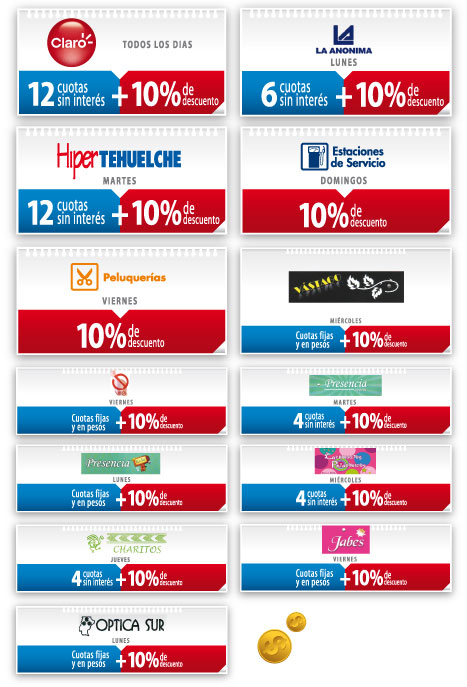 Claro
TODOS LOS DIAS
12 cuotas sin interés + 10% de descuento
LA ANONIMA
LUNES
6 cuotas sin interés + 10% de descuento
HiperTEHUELCHE
MARTES
12 cuotas sin interés + 10% de descuento
Estaciones
de Servicio
DOMINGOS
10% de descuento
Peluquerías
VIERNES
10% de descuento
VÁSTAGO
MIÉRCOLES
Cuotas fijas y en pesos + 10% de descuento
VIERNES
Cuotas fijas y en pesos + 10% de descuento
Presencia
MARTES
4 cuotas sin interés + 10% de descuento
Presencia
LUNES
Cuotas fijas y en pesos + 10% de descuento
MIÉRCOLES
4 cuotas sin interés + 10% de descuento
CHARITOS
JUEVES
4 cuotas sin interés + 10% de descuento
Jabes
VIERNES
Cuotas fijas y en pesos + 10% de descuento
OPTICA SUR
LUNES
Cuotas fijas y en pesos + 10% de descuento